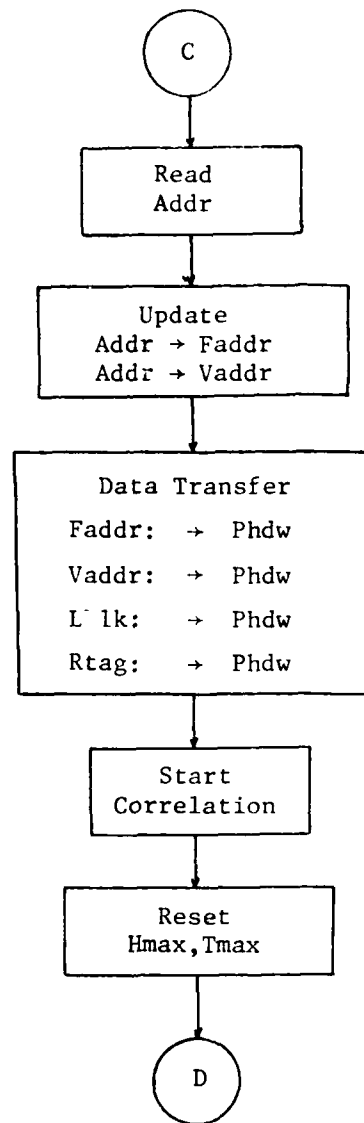 C
Read
Addr
Update
Addr → Faddr
Addr → Vaddr
Data Transfer
Faddr: → Phdw
Vaddr: → Phdw
→ Phdw
Rtag: → Phdw
Start
Correlation
Reset
Hmax,Tmax
D